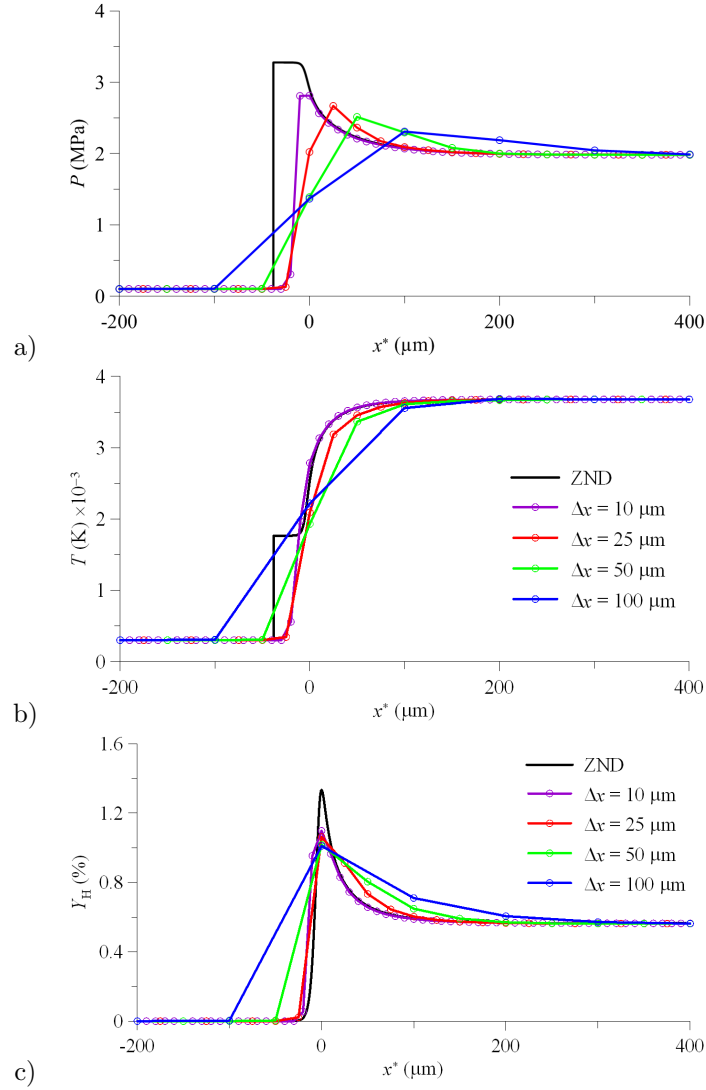 4
3
2
1
0
P (MPa)
-200 0 200 400
x* (μm)
a)
4
3
2
1
0
T (K) ×10⁻³
ZND
Δx = 10 μm
Δx = 25 μm
Δx = 50 μm
Δx = 100 μm
-200 0 200 400
x* (μm)
b)
1.6
1.2
0.8
0.4
0
Y_H (%)
ZND
Δx = 10 μm
Δx = 25 μm
Δx = 50 μm
Δx = 100 μm
-200 0 200 400
x* (μm)
c)